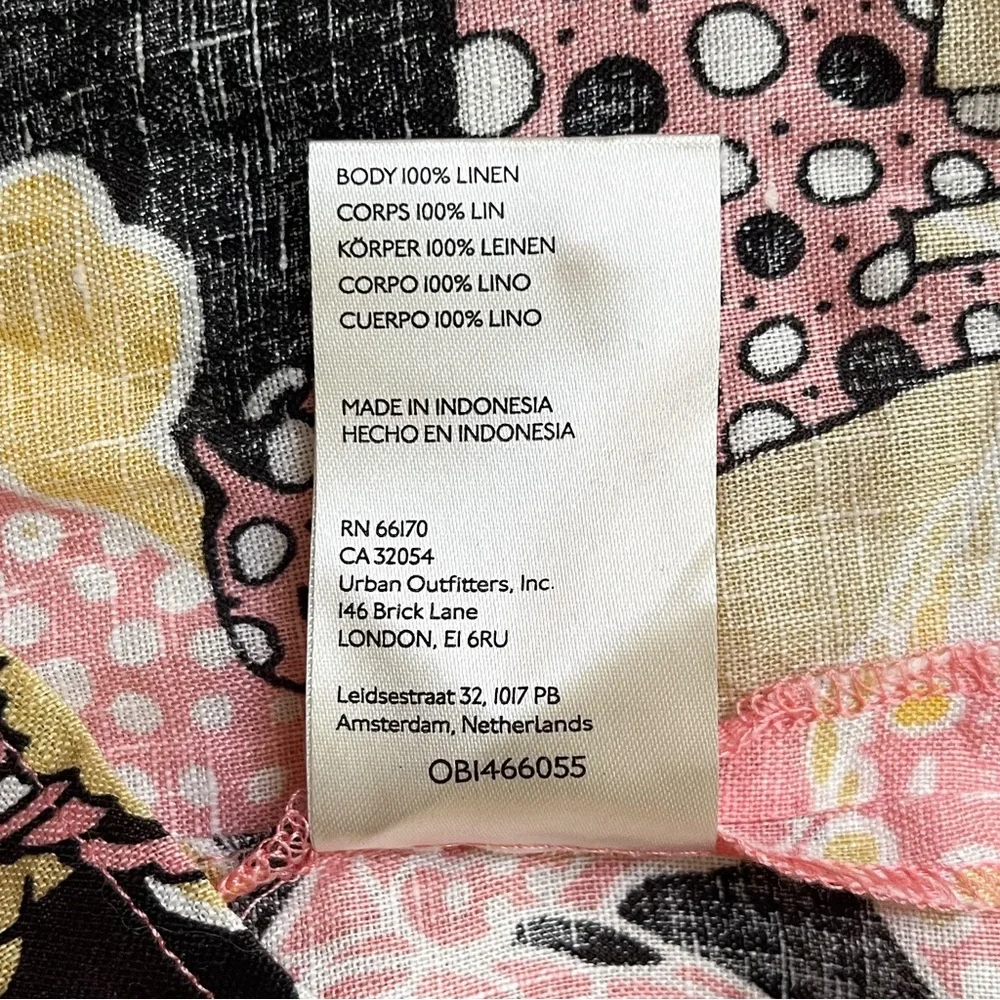 BODY 100% LINEN
CORPS 100% LIN
KÖRPER 100% LEINEN
CORPO 100% LINO
CUERPO 100% LINO
MADE IN INDONESIA
HECHO EN INDONESIA
RN 66170
CA 32054
Urban Outfitters, Inc.
146 Brick Lane
LONDON, E1 6RU
Leidsestraat 32, 1017 PB
Amsterdam, Netherlands
OB1466055